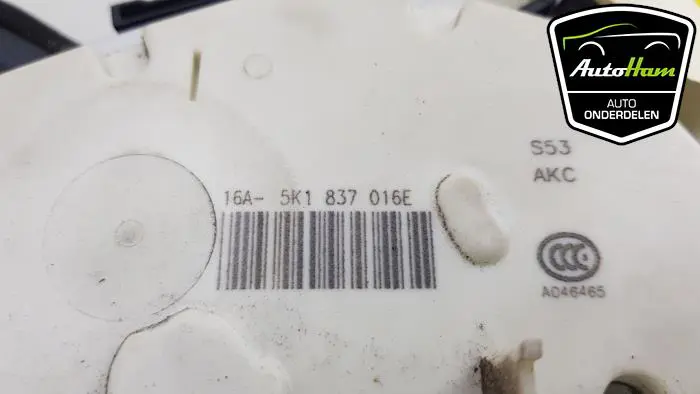 AutoHam
AUTO
ONDERDELEN
S53
AKC
16A- 5K1 837 016E
CCC
A046465